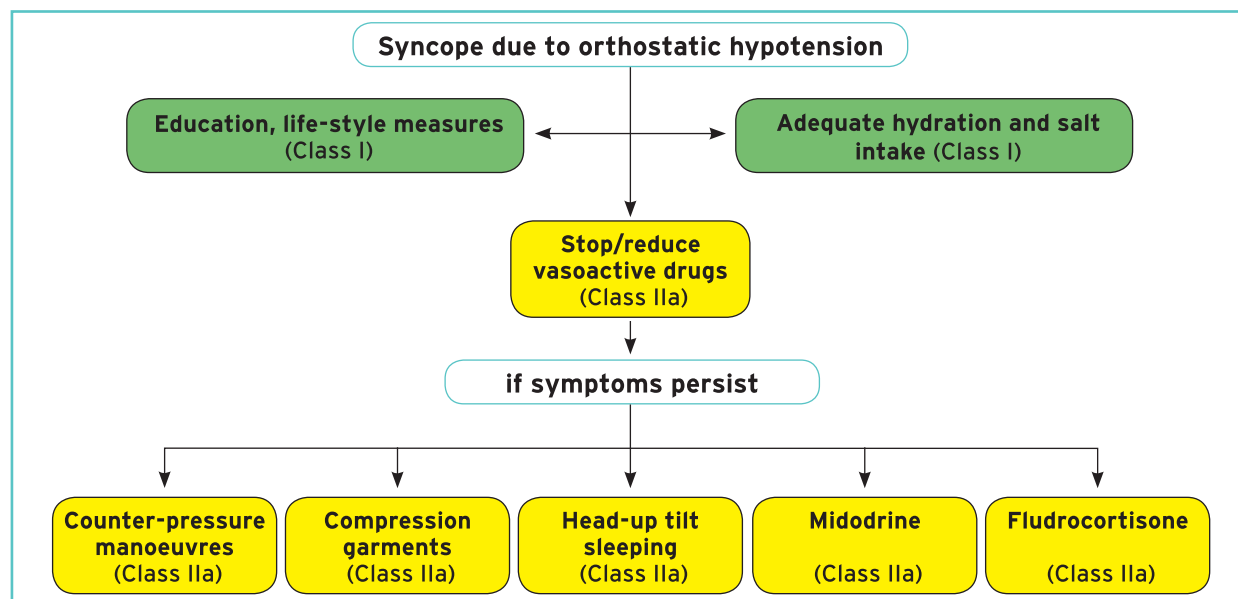 Syncope due to orthostatic hypotension
Education, life-style measures
(Class I)
Adequate hydration and salt
intake (Class I)
Stop/reduce
vasoactive drugs
(Class IIa)
if symptoms persist
Counter-pressure
manoeuvres
(Class IIa)
Compression
garments
(Class IIa)
Head-up tilt
sleeping
(Class IIa)
Midodrine
(Class IIa)
Fludrocortisone
(Class IIa)